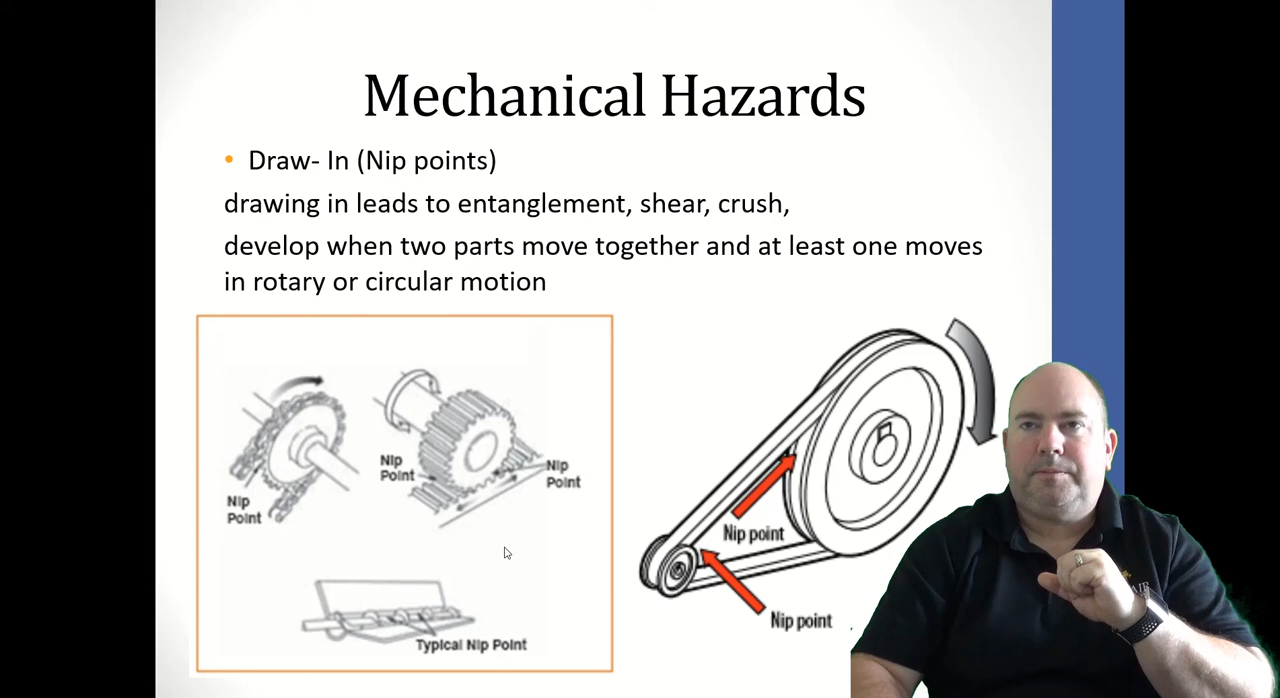 Mechanical Hazards
• Draw- In (Nip points)
drawing in leads to entanglement, shear, crush,
develop when two parts move together and at least one moves
in rotary or circular motion
Nip
Point
Nip
Point
Nip
Point
Typical Nip Point
Nip point
Nip point